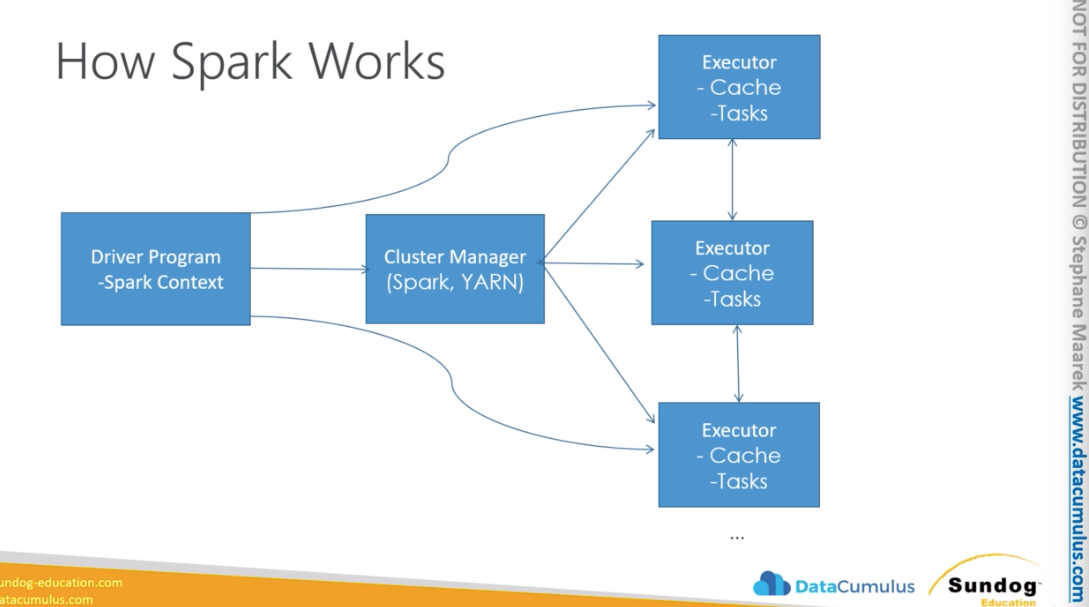 How Spark Works
Driver Program
-Spark Context
Cluster Manager
(Spark, YARN)
Executor
- Cache
-Tasks
Executor
- Cache
-Tasks
Executor
- Cache
-Tasks
...
undog-education.com
atacumulus.com
DataCumulus
Sundog
Education
NOT FOR DISTRIBUTION © Stephane Maarek www.datacumulus.com